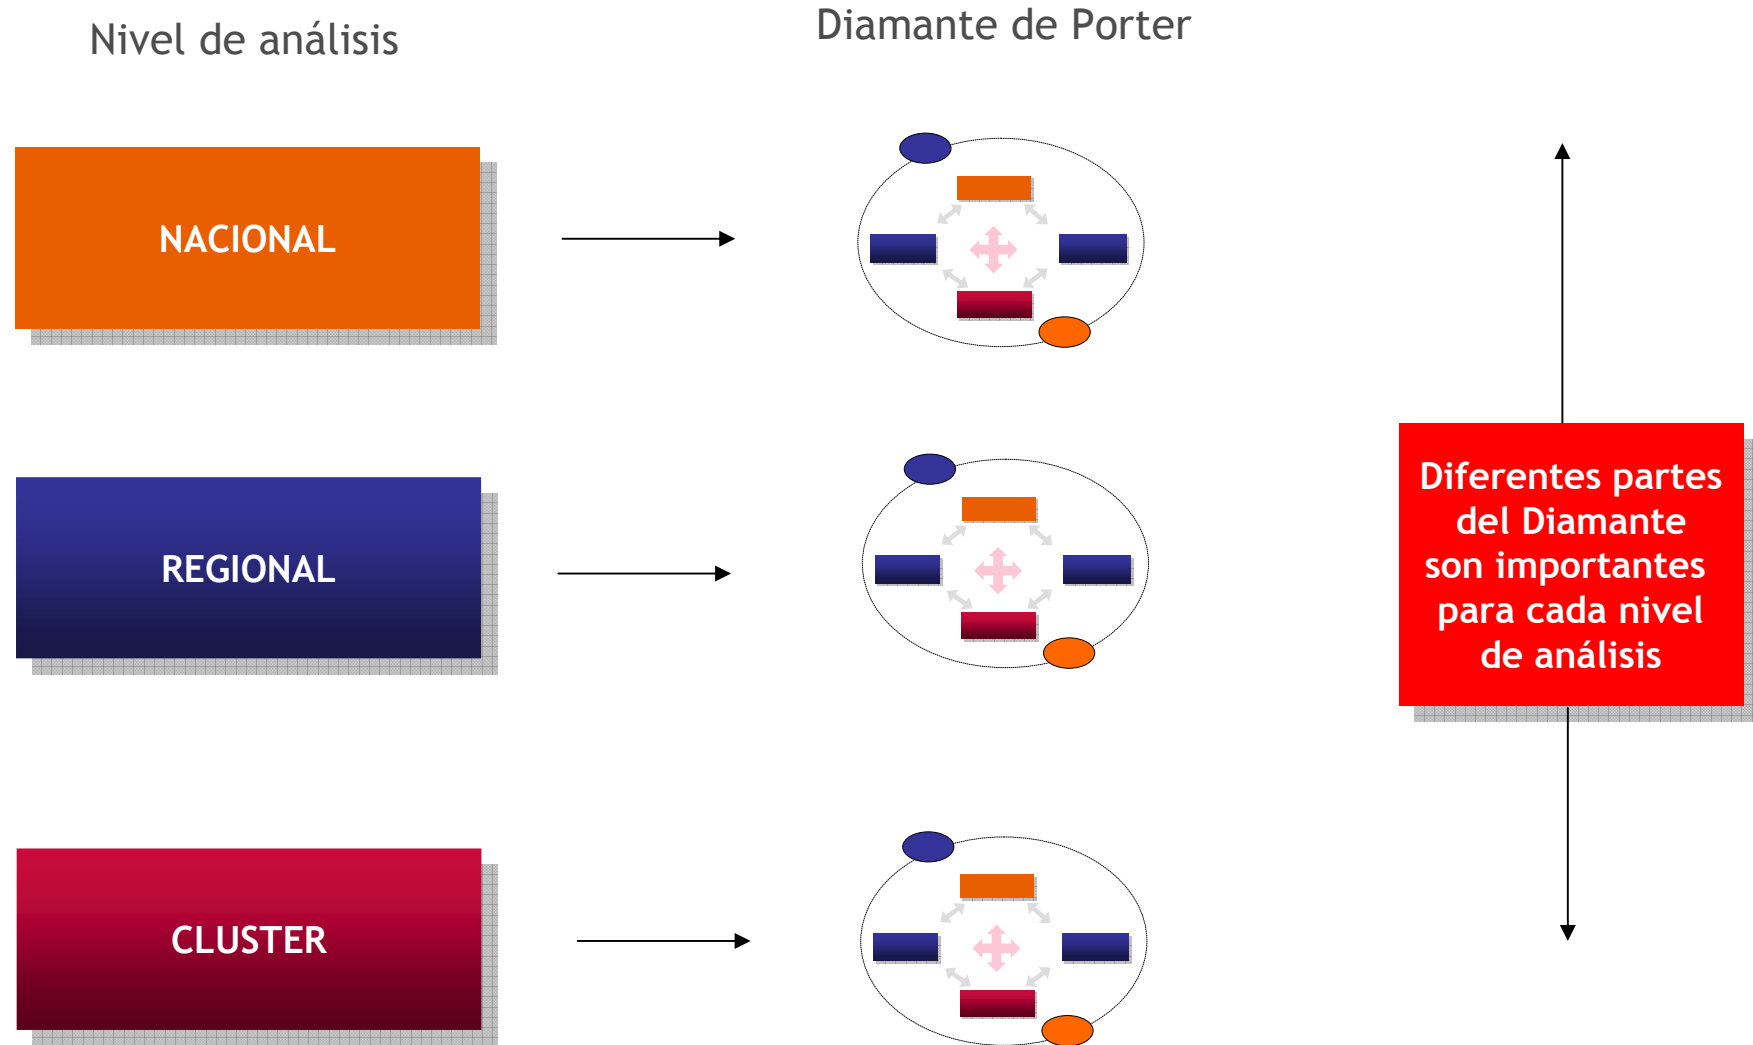 Nivel de análisis
Diamante de Porter
NACIONAL
REGIONAL
CLUSTER
Diferentes partes
del Diamante
son importantes
para cada nivel
de análisis